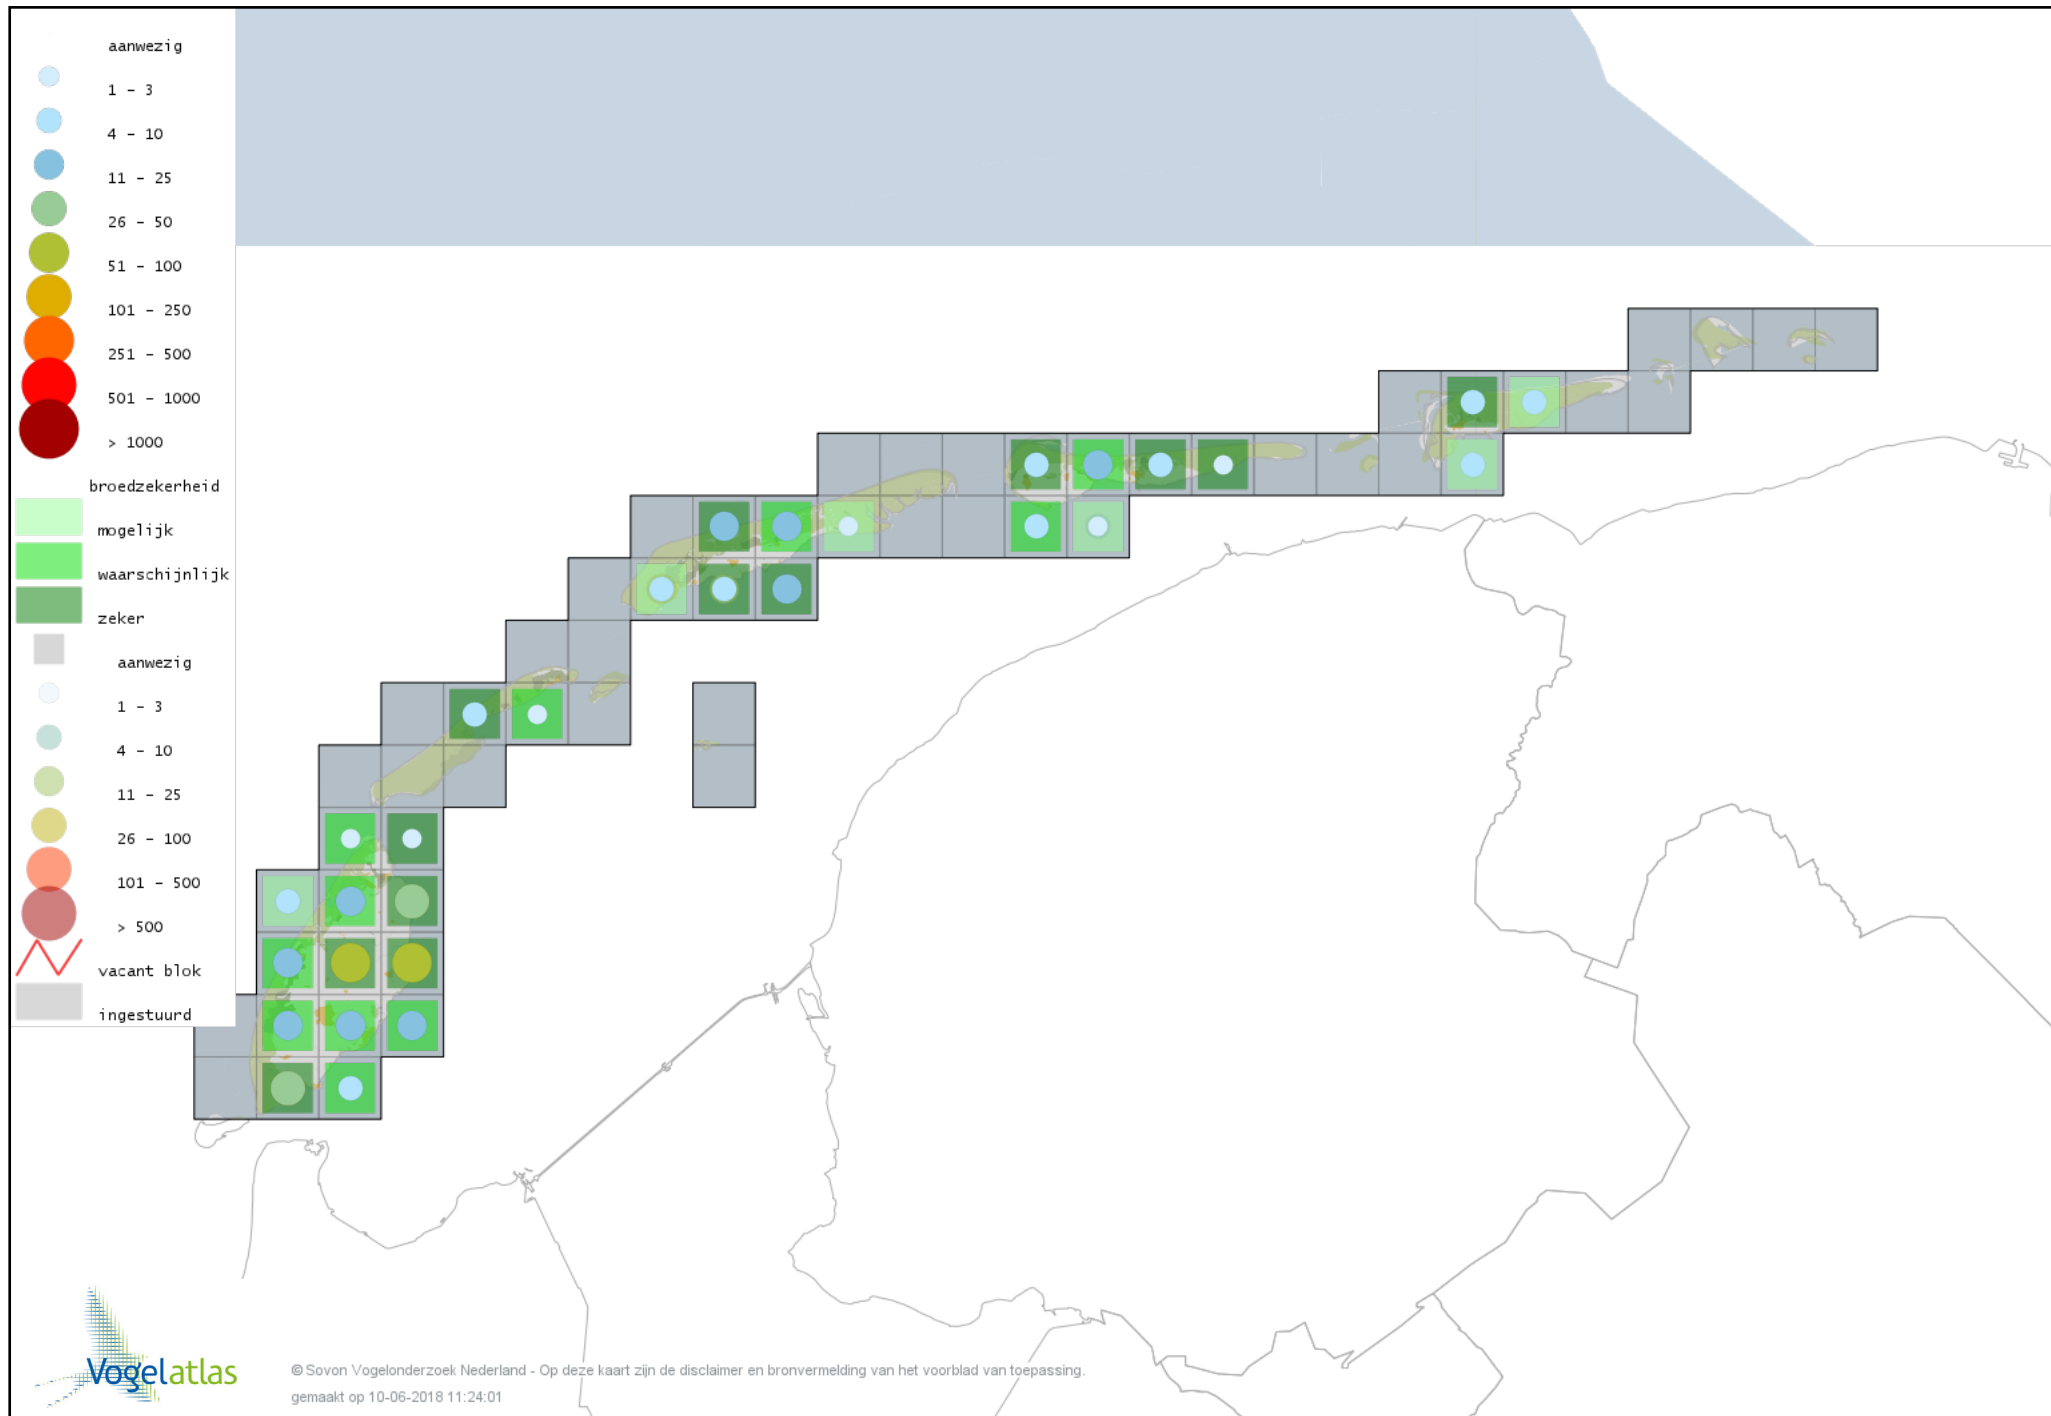 aanwezig
1 - 3
4 - 10
11 - 25
26 - 50
51 - 100
101 - 250
251 - 500
501 - 1000
> 1000
broedzekerheid
mogelijk
waarschijnlijk
zeker
aanwezig
1 - 3
4 - 10
11 - 25
26 - 100
101 - 500
> 500
vacant blok
ingestuurd
Vogelatlas
© Sovon Vogelonderzoek Nederland - Op deze kaart zijn de disclaimer en bronvermelding van het voorblad van toepassing.
gemaakt op 10-06-2018 11:24:01